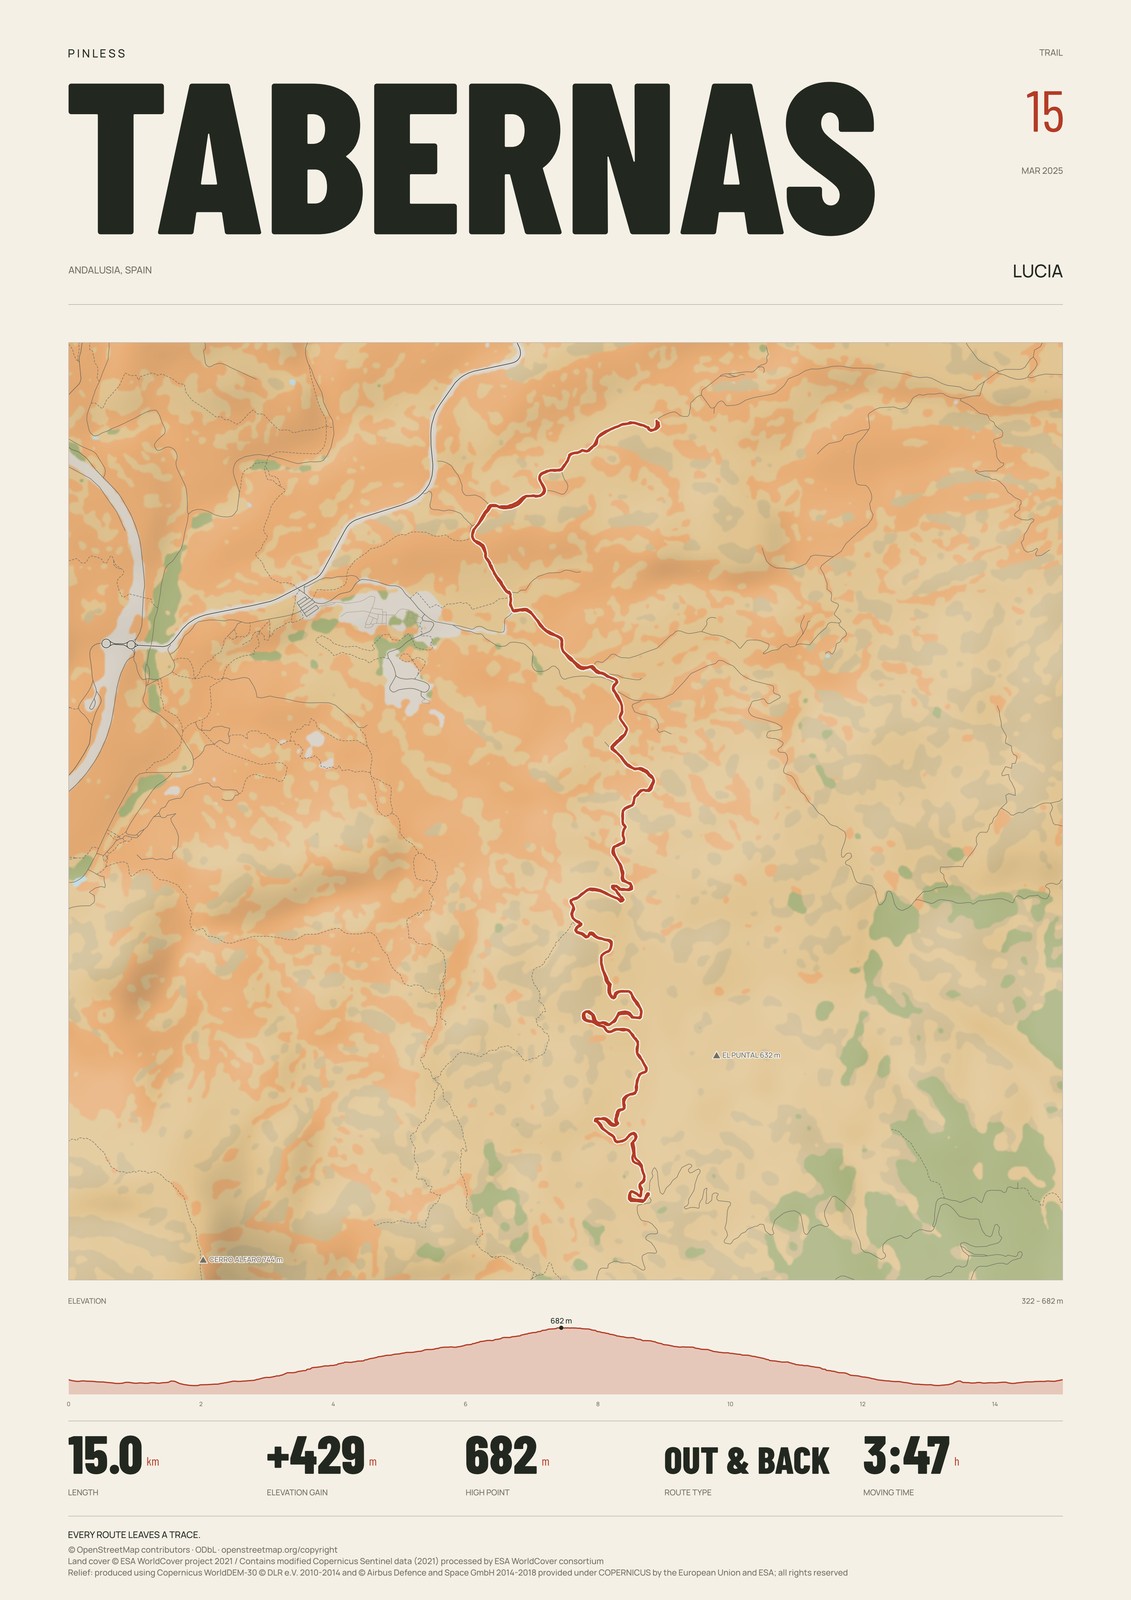 PINLESS
TRAIL
TABERNAS
15
MAR 2025
ANDALUSIA, SPAIN
LUCIA
EL PUNTAL 632 m
CERRO ALFARO 744 m
ELEVATION
322 – 682 m
682 m
0 2 4 6 8 10 12 14
15.0 km
+429 m
682 m
OUT & BACK
3:47 h
LENGTH
ELEVATION GAIN
HIGH POINT
ROUTE TYPE
MOVING TIME
EVERY ROUTE LEAVES A TRACE.
© OpenStreetMap contributors · ODbL · openstreetmap.org/copyright
Land cover © ESA WorldCover project 2021 / Contains modified Copernicus Sentinel data (2021) processed by ESA WorldCover consortium
Relief: produced using Copernicus WorldDEM-30 © DLR e.V. 2010-2014 and © Airbus Defence and Space GmbH 2014-2018 provided under COPERNICUS by the European Union and ESA; all rights reserved